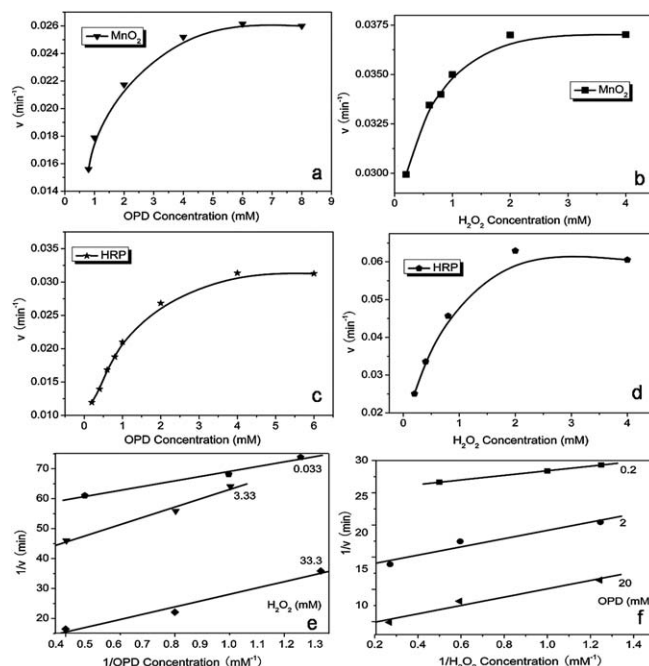 0.026
0.024
0.022
0.020
0.018
0.016
0.014
v (min⁻¹)
MnO₂
a
0 1 2 3 4 5 6 7 8 9
OPD Concentration (mM)
0.0375
0.0350
0.0325
0.0300
v (min⁻¹)
MnO₂
b
0 1 2 3 4
H₂O₂ Concentration (mM)
0.035
0.030
0.025
0.020
0.015
0.010
v (min⁻¹)
HRP
c
0 1 2 3 4 5 6
OPD Concentration (mM)
0.07
0.06
0.05
0.04
0.03
0.02
v (min⁻¹)
HRP
d
0 1 2 3 4
H₂O₂ Concentration (mM)
70
60
50
40
30
20
1/v (min)
0.033
3.33
33.3
H₂O₂ (mM)
e
0.4 0.5 0.6 0.7 0.8 0.9 1.0 1.1 1.2 1.3
1/OPD Concentration (mM⁻¹)
30
25
20
15
10
1/v (min)
0.2
2
20
OPD (mM
f
0.2 0.4 0.6 0.8 1.0 1.2 1.4 1.6
1/H₂O₂ Concentration (mM⁻¹)